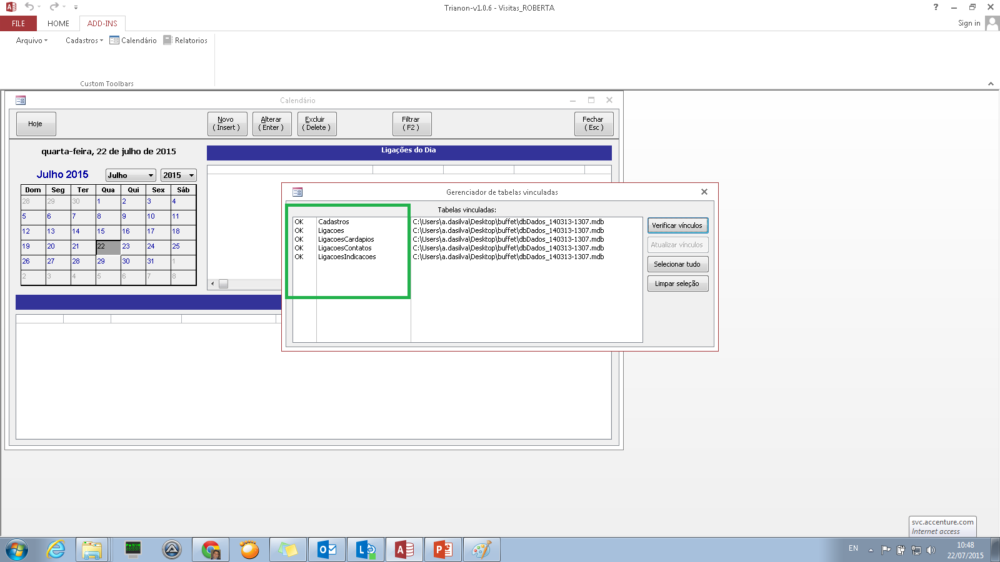 Trianon-v1.0.6 - Visitas_ROBERTA
FILE HOME ADD-INS Sign in
Arquivo Cadastros Calendário Relatorios
Custom Toolbars
Calendário
Hoje
Novo
( Insert )
Alterar
( Enter )
Excluir
( Delete )
Filtrar
( F2 )
Fechar
( Esc )
quarta-feira, 22 de julho de 2015
Ligações do Dia
Julho 2015 Julho 2015
Dom Seg Ter Qua Qui Sex Sáb
28 29 30 1 2 3 4
5 6 7 8 9 10 11
12 13 14 15 16 17 18
19 20 21 22 23 24 25
26 27 28 29 30 31 1
2 3 4 5 6 7 8
Gerenciador de tabelas vinculadas
Tabelas vinculadas:
OK Cadastros C:\Users\a.dasilva\Desktop\buffet\dbDados_140313-1307.mdb
OK Ligacoes C:\Users\a.dasilva\Desktop\buffet\dbDados_140313-1307.mdb
OK LigacoesCardapios C:\Users\a.dasilva\Desktop\buffet\dbDados_140313-1307.mdb
OK LigacoesContatos C:\Users\a.dasilva\Desktop\buffet\dbDados_140313-1307.mdb
OK LigacoesIndicacoes C:\Users\a.dasilva\Desktop\buffet\dbDados_140313-1307.mdb
Verificar vínculos
Atualizar vínculos
Selecionar tudo
Limpar seleção
svc.accenture.com
Internet access
EN
10:48
22/07/2015